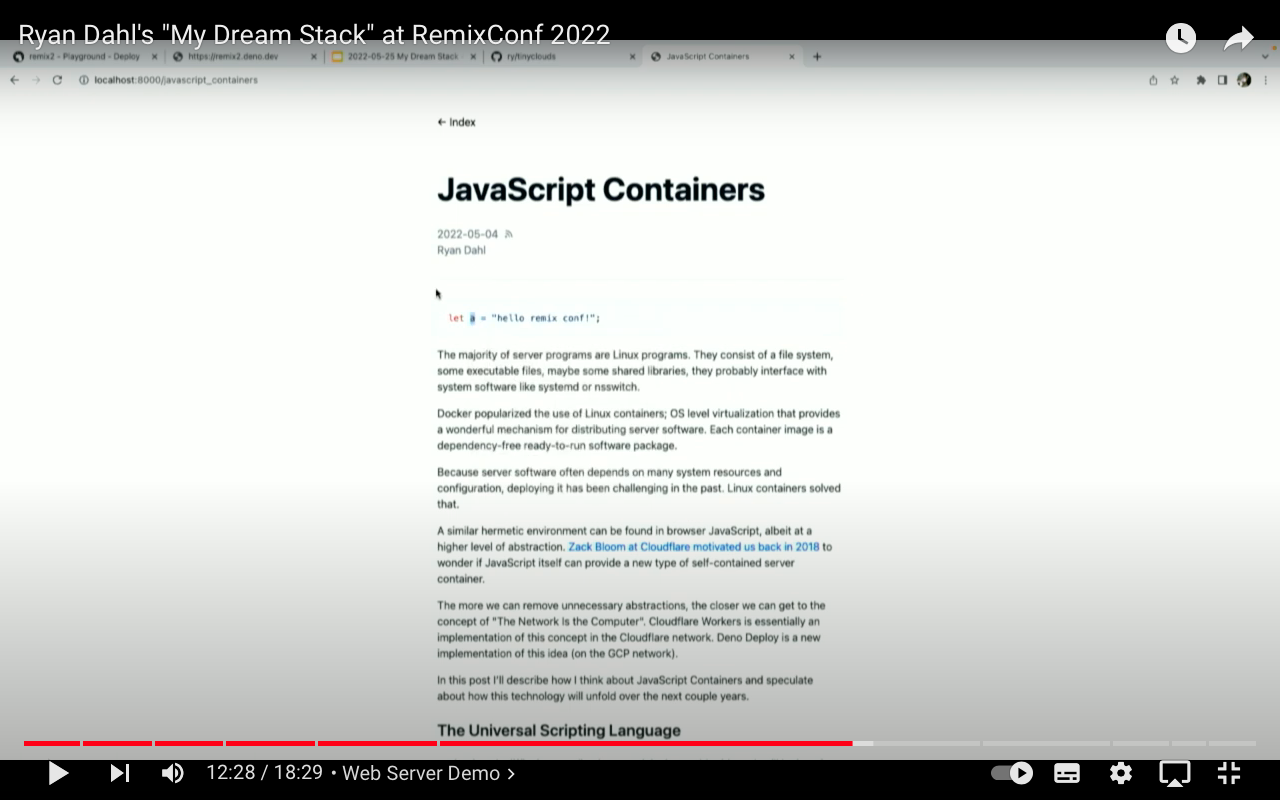 Ryan Dahl's "My Dream Stack" at RemixConf 2022
remix2 - Playground - Deploy
https://remix2.deno.dev
2022-05-25 My Dream Stack
ry/tinyclouds
JavaScript Containers
localhost:8000/javascript_containers
← Index
JavaScript Containers
2022-05-04
Ryan Dahl
let a = "hello remix conf!";
The majority of server programs are Linux programs. They consist of a file system,
some executable files, maybe some shared libraries, they probably interface with
system software like systemd or nsswitch.
Docker popularized the use of Linux containers; OS level virtualization that provides
a wonderful mechanism for distributing server software. Each container image is a
dependency-free ready-to-run software package.
Because server software often depends on many system resources and
configuration, deploying it has been challenging in the past. Linux containers solved
that.
A similar hermetic environment can be found in browser JavaScript, albeit at a
higher level of abstraction. Zack Bloom at Cloudflare motivated us back in 2018 to
wonder if JavaScript itself can provide a new type of self-contained server
container.
The more we can remove unnecessary abstractions, the closer we can get to the
concept of "The Network Is the Computer". Cloudflare Workers is essentially an
implementation of this concept in the Cloudflare network. Deno Deploy is a new
implementation of this idea (on the GCP network).
In this post I'll describe how I think about JavaScript Containers and speculate
about how this technology will unfold over the next couple years.
The Universal Scripting Language
12:28 / 18:29 • Web Server Demo >